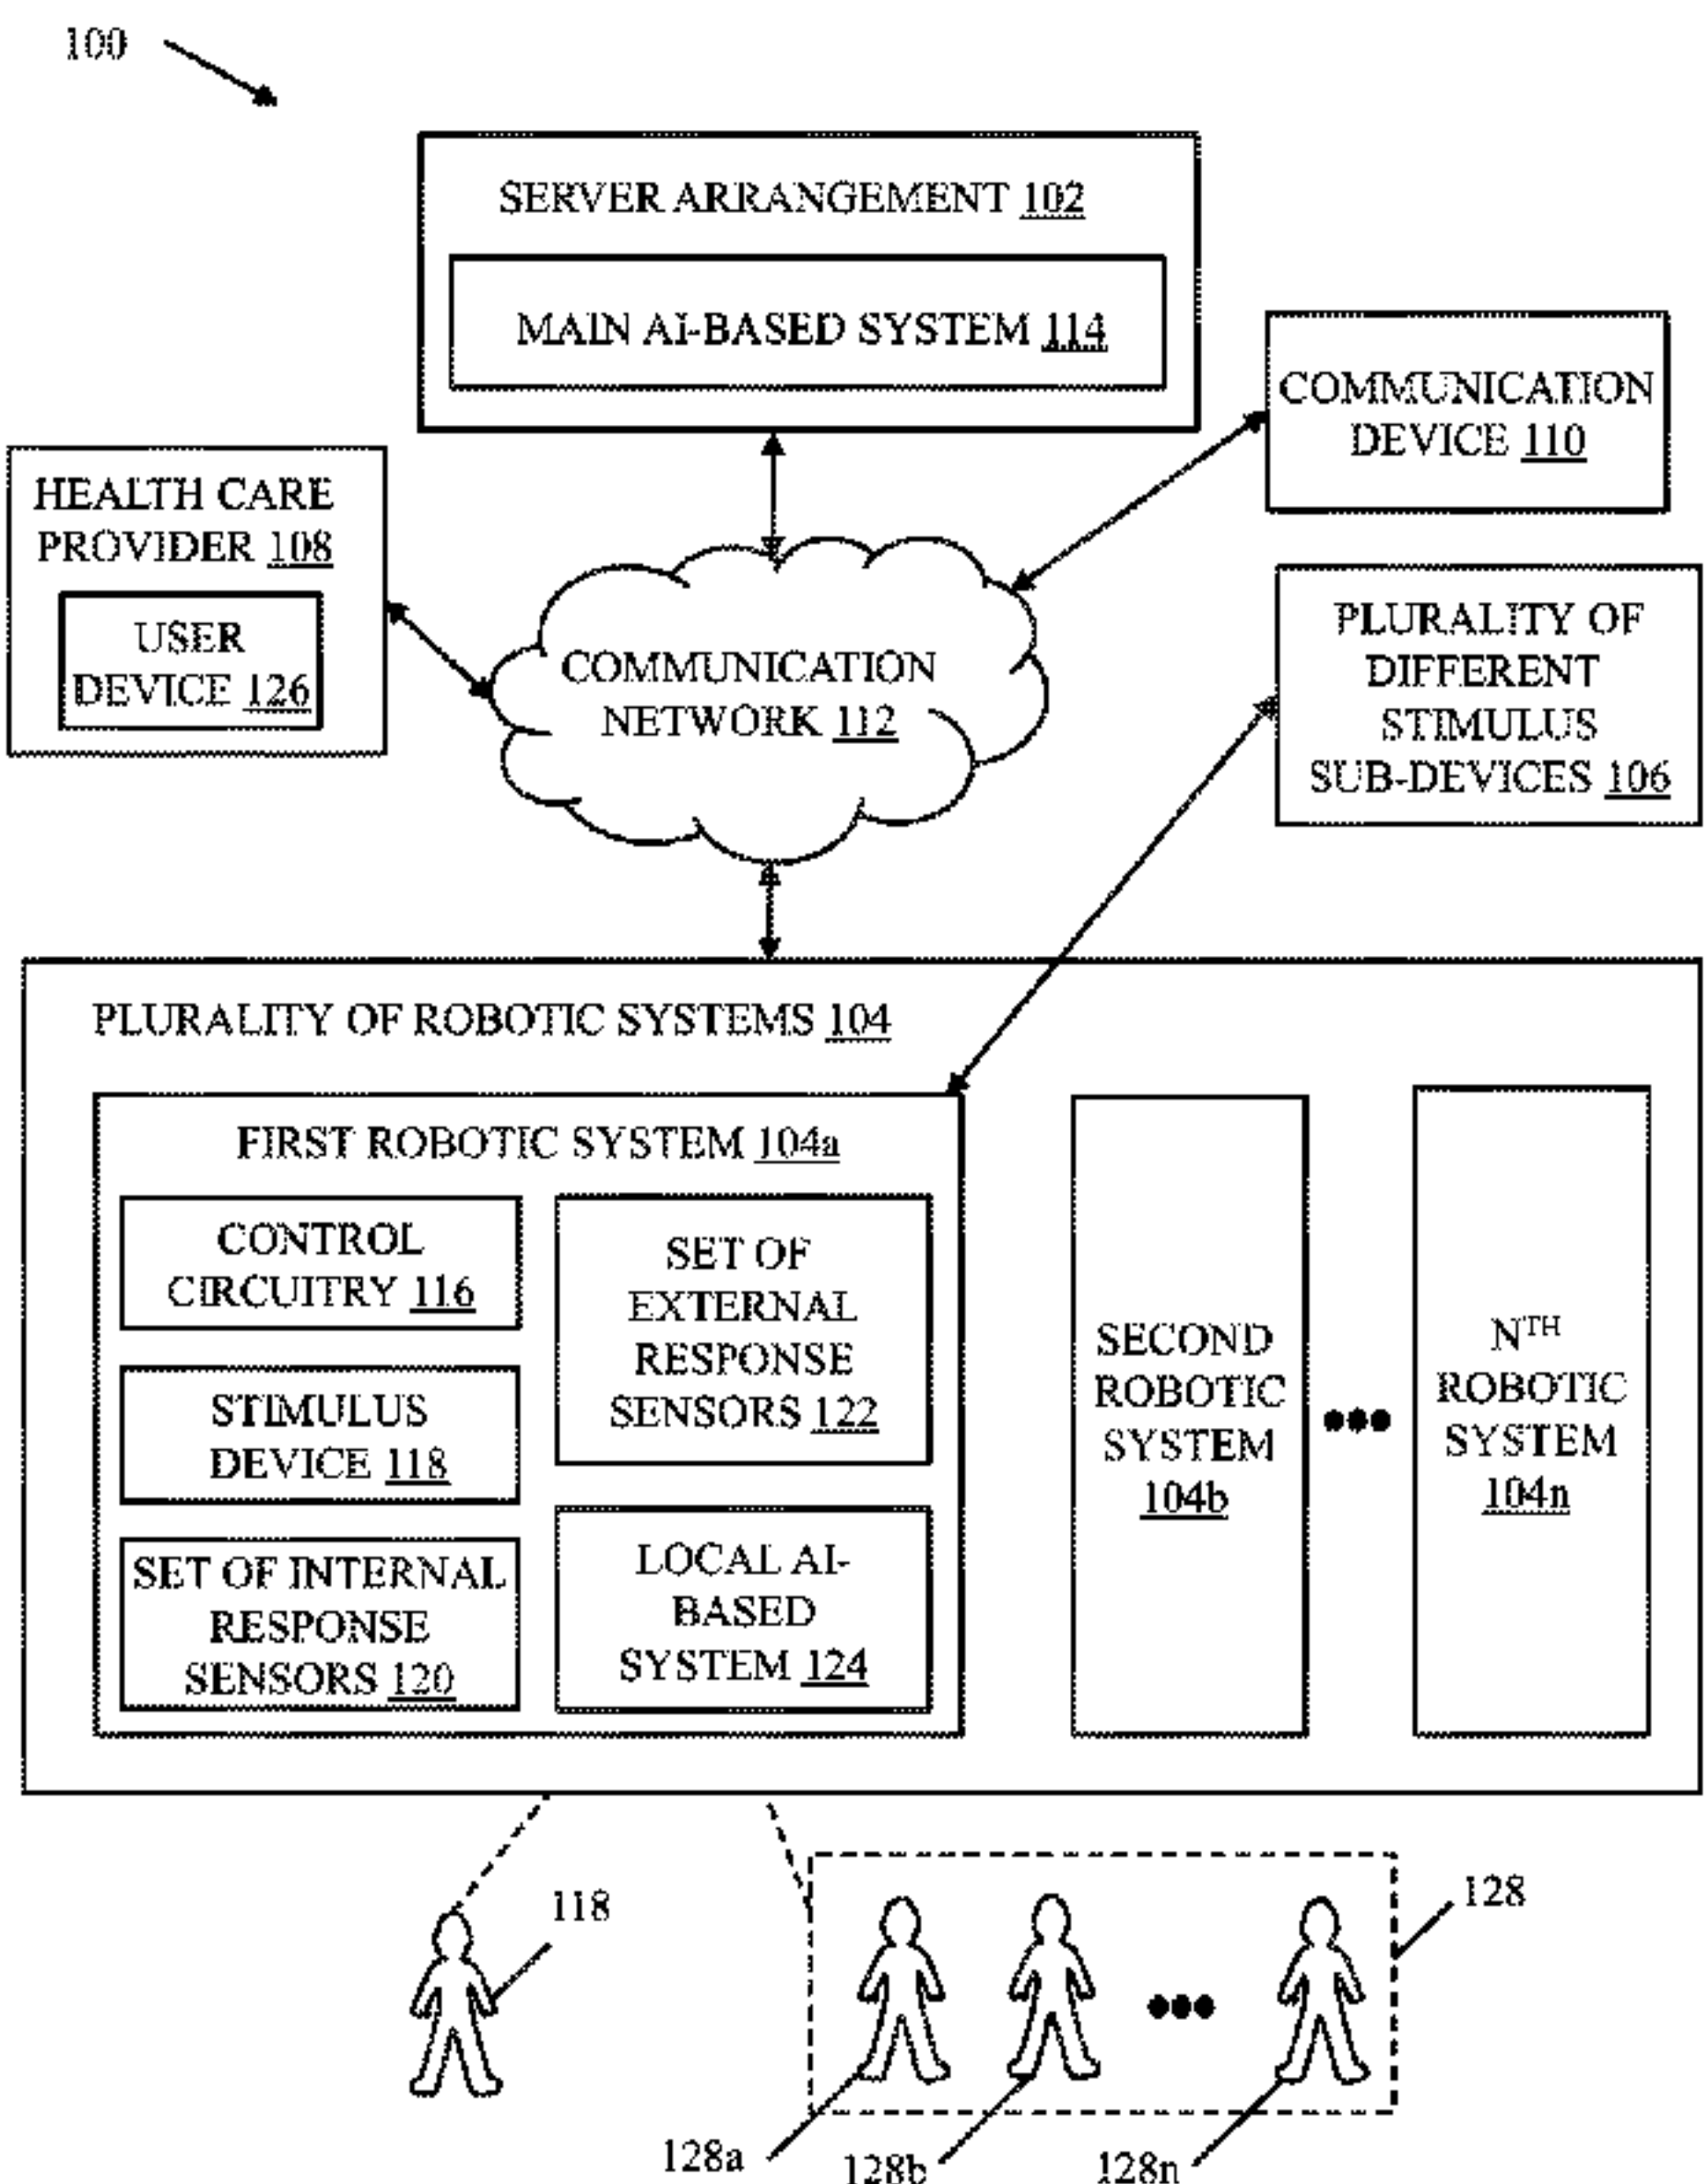 100
SERVER ARRANGEMENT 102
MAIN AI-BASED SYSTEM 114
COMMUNICATION
DEVICE 110
HEALTH CARE
PROVIDER 108
USER
DEVICE 126
COMMUNICATION
NETWORK 112
PLURALITY OF
DIFFERENT
STIMULUS
SUB-DEVICES 106
PLURALITY OF ROBOTIC SYSTEMS 104
FIRST ROBOTIC SYSTEM 104a
CONTROL
CIRCUITRY 116
STIMULUS
DEVICE 118
SET OF INTERNAL
RESPONSE
SENSORS 120
SET OF
EXTERNAL
RESPONSE
SENSORS 122
LOCAL AI-
BASED
SYSTEM 124
SECOND
ROBOTIC
SYSTEM
104b
NTH
ROBOTIC
SYSTEM
104n
118
128
128a
128b
128n